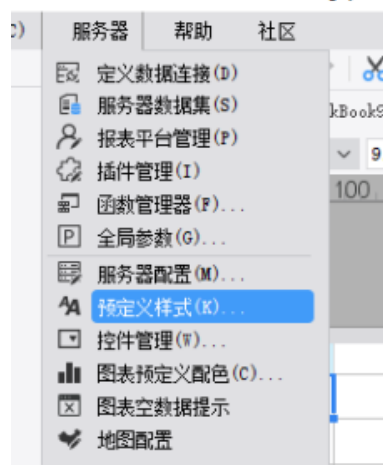 服务器 帮助 社区
定义数据连接(D)
服务器数据集(S)
报表平台管理(P)
插件管理(I)
函数管理器(F)...
全局参数(G)...
服务器配置(M)...
预定义样式(K)...
控件管理(W)...
图表预定义配色(C)...
图表空数据提示
地图配置
kBook9
9
100